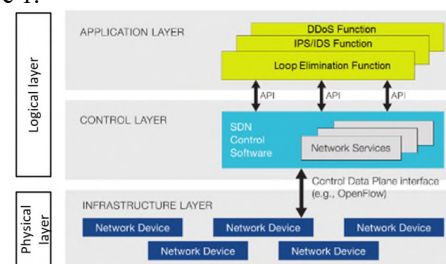 e 1.
Logical layer
APPLICATION LAYER
DDoS Function
IPS/IDS Function
Loop Elimination Function
API
API
API
CONTROL LAYER
SDN
Control
Software
Network Services
Control Data Plane interface
(e.g., OpenFlow)
Physical
layer
INFRASTRUCTURE LAYER
Network Device
Network Device
Network Device
Network Device
Network Device